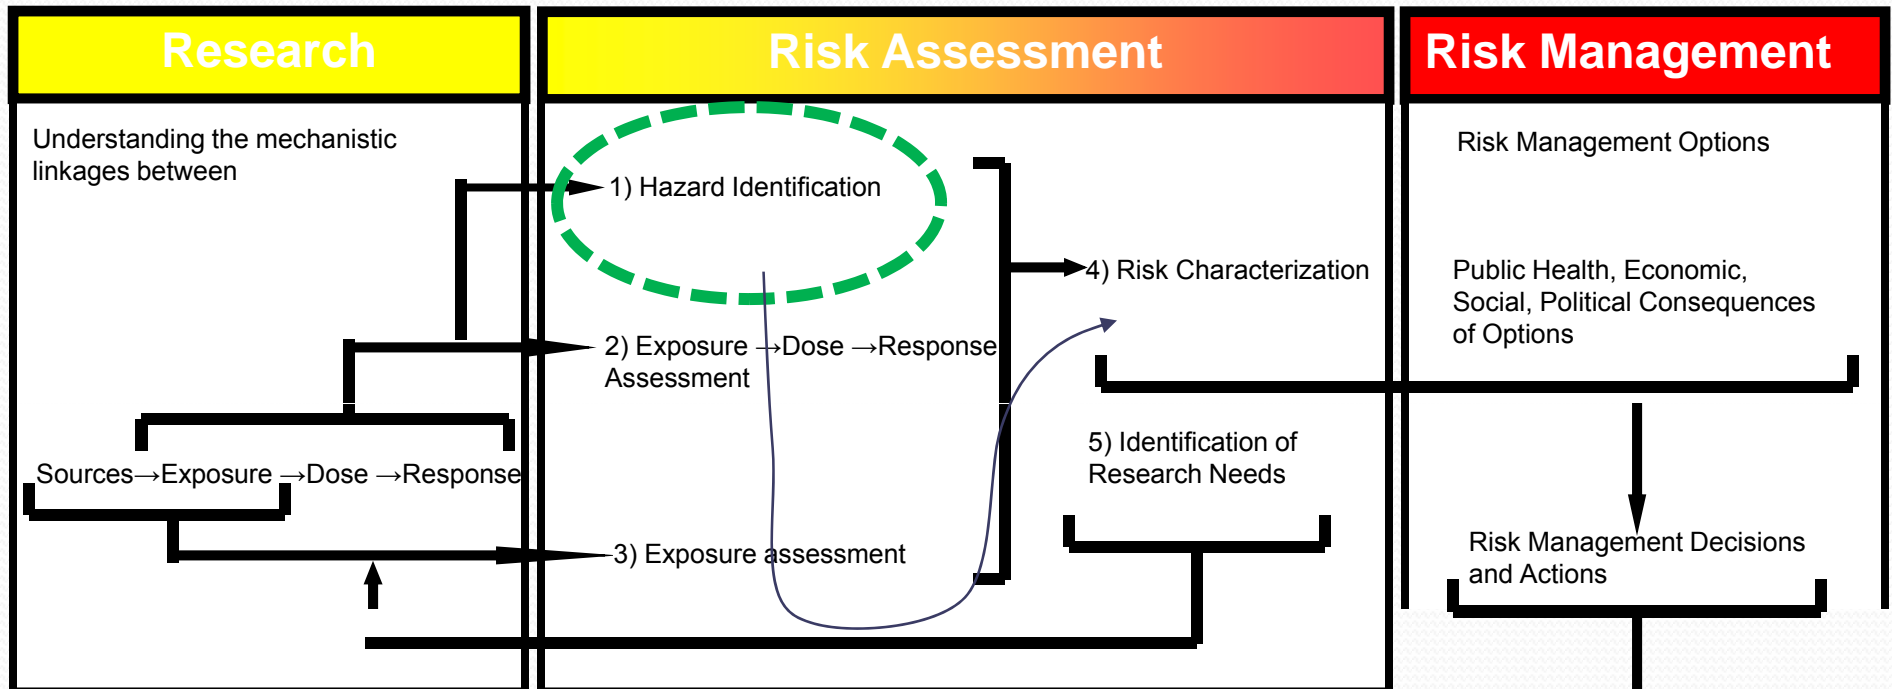 Research
Risk Assessment
Risk Management
Understanding the mechanistic
linkages between
Sources→Exposure →Dose →Response
1) Hazard Identification
2) Exposure →Dose →Response
Assessment
3) Exposure assessment
4) Risk Characterization
5) Identification of
Research Needs
Risk Management Options
Public Health, Economic,
Social, Political Consequences
of Options
Risk Management Decisions
and Actions